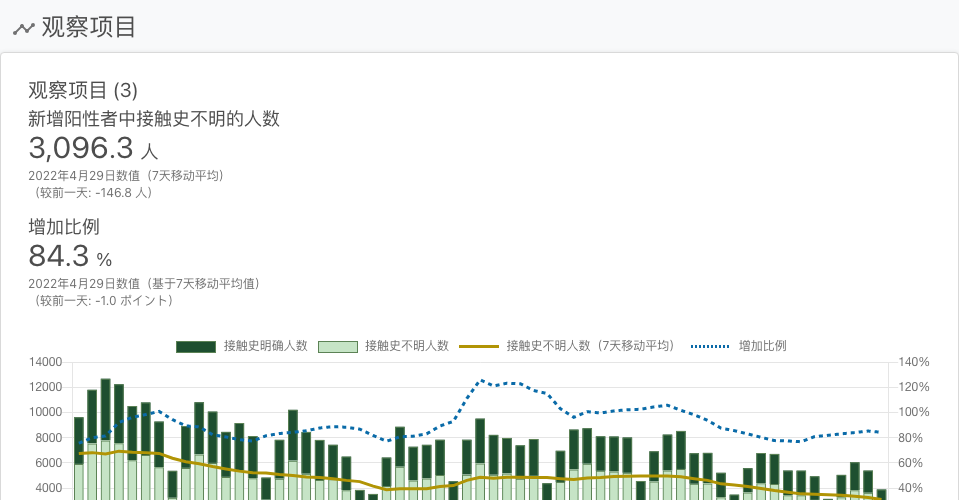 观察项目
观察项目 (3)
新增阳性者中接触史不明的人数
3,096.3 人
2022年4月29日数值（7天移动平均）
（较前一天: -146.8 人）
增加比例
84.3 %
2022年4月29日数值（基于7天移动平均值）
（较前一天: -1.0 ポイント）
接触史明确人数 接触史不明人数 接触史不明人数（7天移动平均） 增加比例
14000 140%
12000 120%
10000 100%
8000 80%
6000 60%
4000 40%